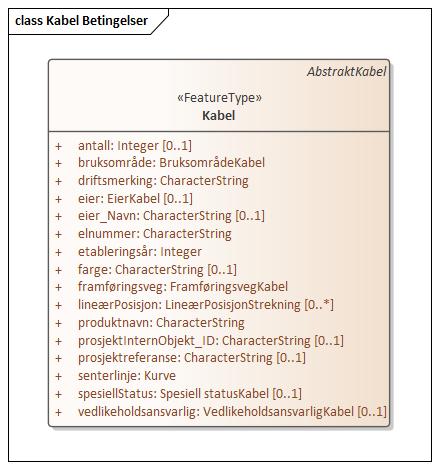 class Kabel Betingelser
AbstraktKabel
«FeatureType»
Kabel
+ antall: Integer [0..1]
+ bruksområde: BruksområdeKabel
+ driftsmerking: CharacterString
+ eier: EierKabel [0..1]
+ eier_Navn: CharacterString [0..1]
+ elnummer: CharacterString
+ etableringsår: Integer
+ farge: CharacterString [0..1]
+ framføringsveg: FramføringsvegKabel
+ lineærPosisjon: LineærPosisjonStrekning [0..*]
+ produktnavn: CharacterString
+ prosjektInternObjekt_ID: CharacterString [0..1]
+ prosjektreferanse: CharacterString [0..1]
+ senterlinje: Kurve
+ spesiellStatus: Spesiell statusKabel [0..1]
+ vedlikeholdsansvarlig: VedlikeholdsansvarligKabel [0..1]